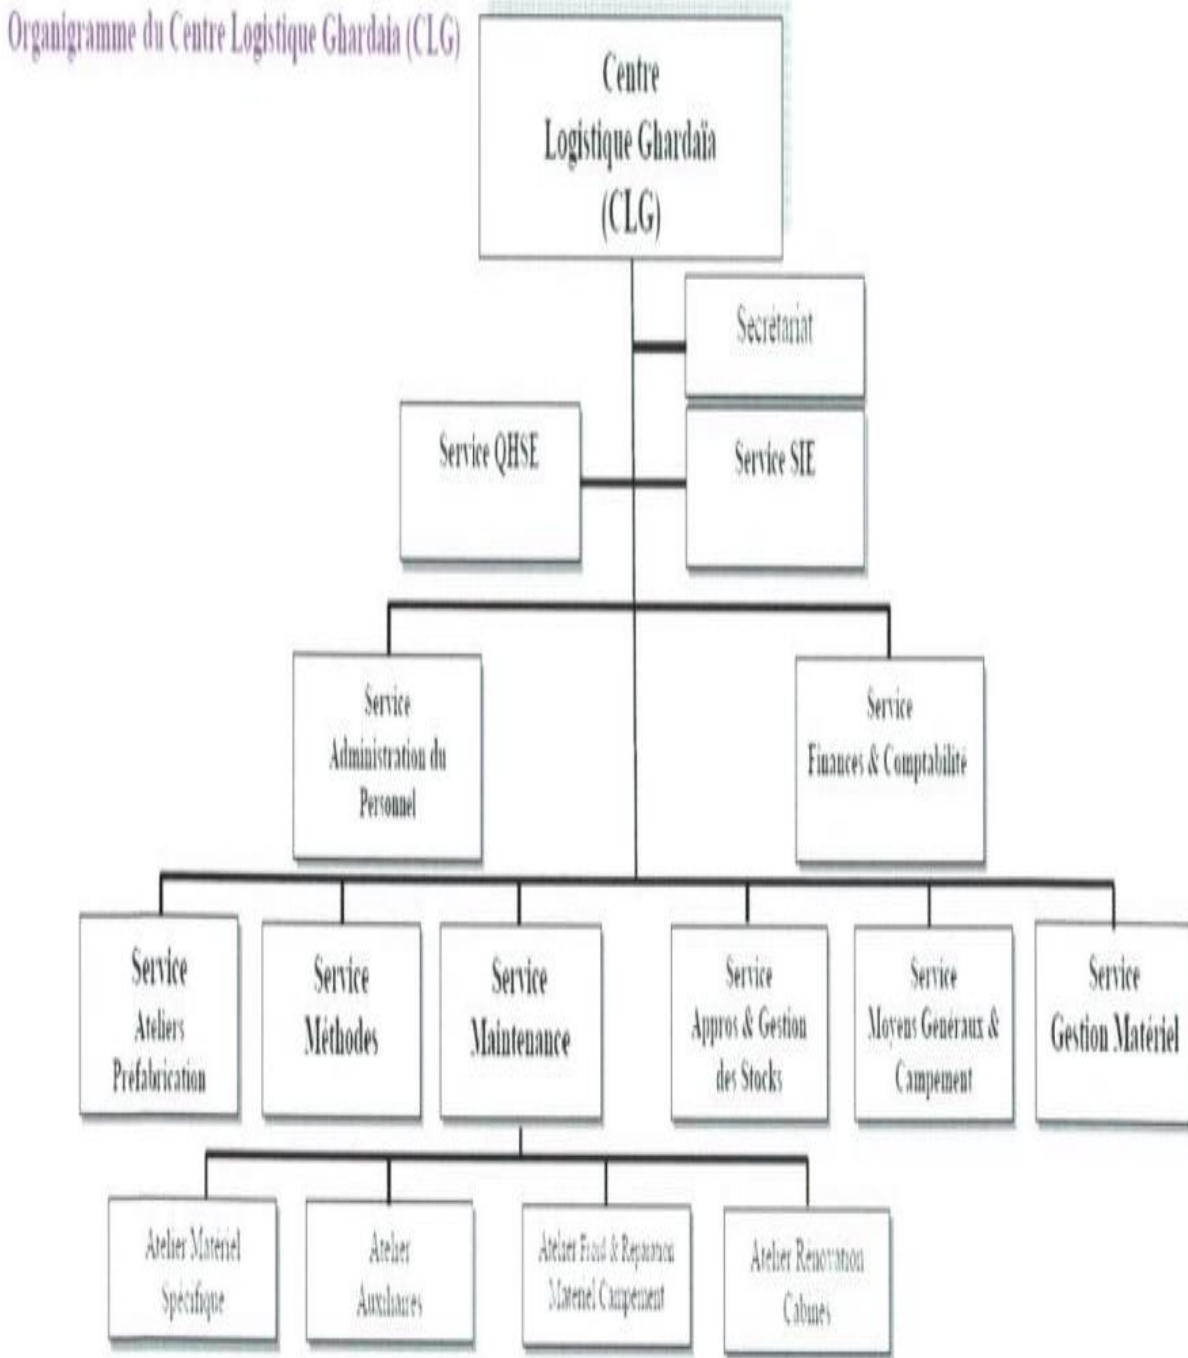 Organigramme du Centre Logistique Ghardaia (CLG)
Centre
Logistique Ghardaïa
(CLG)
Secrétariat
Service QHSE
Service SIE
Service
Administration du
Personnel
Service
Finances & Comptabilité
Service
Ateliers
Préfabrication
Service
Méthodes
Service
Maintenance
Service
Appros & Gestion
des Stocks
Service
Moyens Généraux &
Campement
Service
Gestion Matériel
Atelier Matériel
Spécifique
Atelier
Auxiliaires
Atelier Froid & Réparation
Matériel Campement
Atelier Rénovation
Cabines